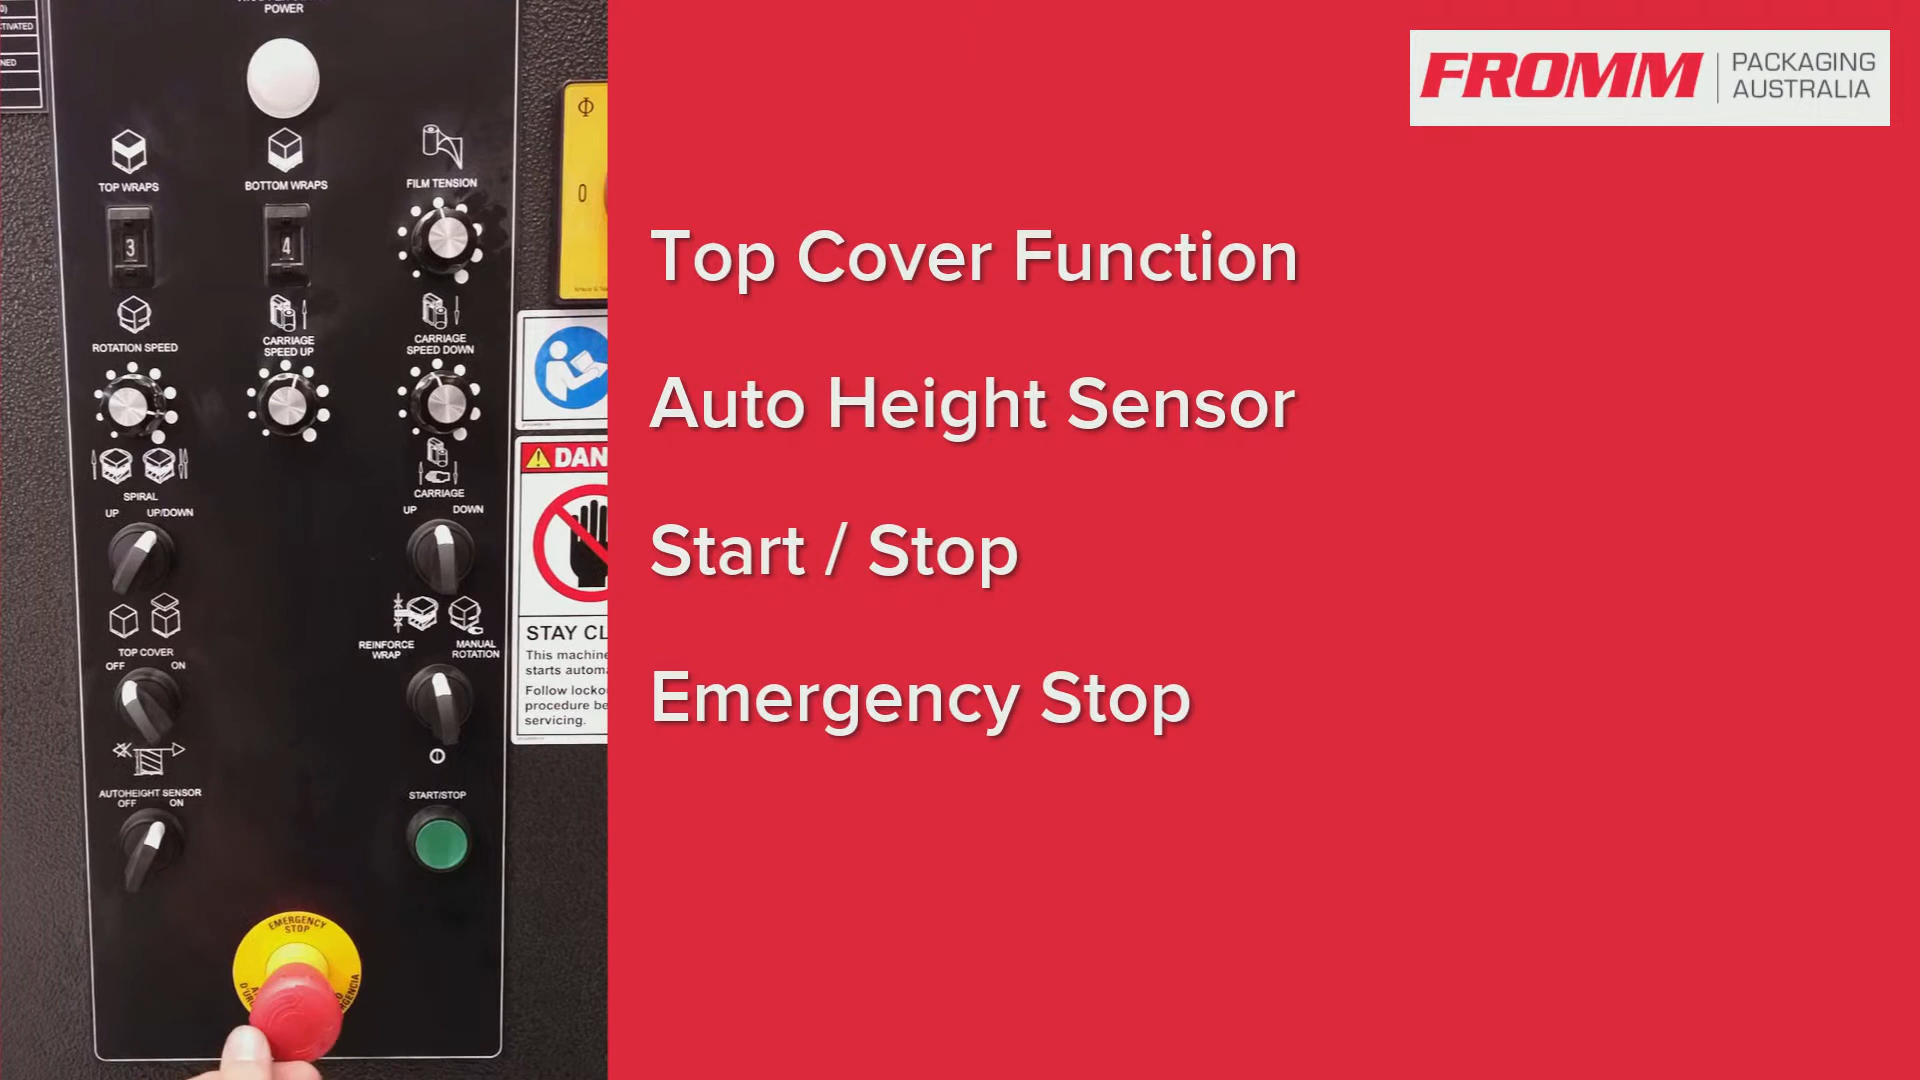 POWER
TOP WRAPS
BOTTOM WRAPS
FILM TENSION
3
4
ROTATION SPEED
CARRIAGE
SPEED UP
CARRIAGE
SPEED DOWN
SPIRAL
UP
UP/DOWN
CARRIAGE
UP
DOWN
TOP COVER
OFF
ON
REINFORCE
WRAP
MANUAL
ROTATION
AUTOHEIGHT SENSOR
OFF
ON
START/STOP
EMERGENCY
STOP
0
DAN
STAY CL
This machine
starts autom
Follow locko
procedure be
servicing.
FROMM
PACKAGING
AUSTRALIA
Top Cover Function
Auto Height Sensor
Start / Stop
Emergency Stop